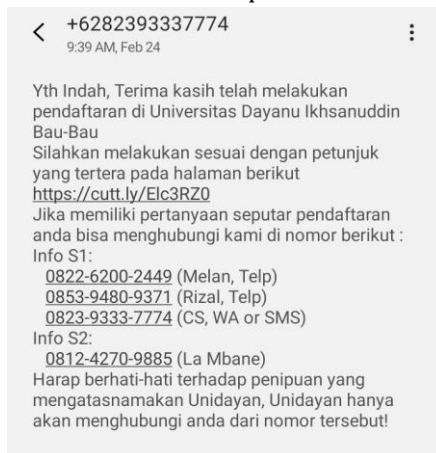 +6282393337774
9:39 AM, Feb 24
Yth Indah, Terima kasih telah melakukan
pendaftaran di Universitas Dayanu Ikhsanuddin
Bau-Bau
Silahkan melakukan sesuai dengan petunjuk
yang tertera pada halaman berikut
https://cutt.ly/Elc3RZ0
Jika memiliki pertanyaan seputar pendaftaran
anda bisa menghubungi kami di nomor berikut :
Info S1:
0822-6200-2449 (Melan, Telp)
0853-9480-9371 (Rizal, Telp)
0823-9333-7774 (CS, WA or SMS)
Info S2:
0812-4270-9885 (La Mbane)
Harap berhati-hati terhadap penipuan yang
mengatasnamakan Unidayan, Unidayan hanya
akan menghubungi anda dari nomor tersebut!